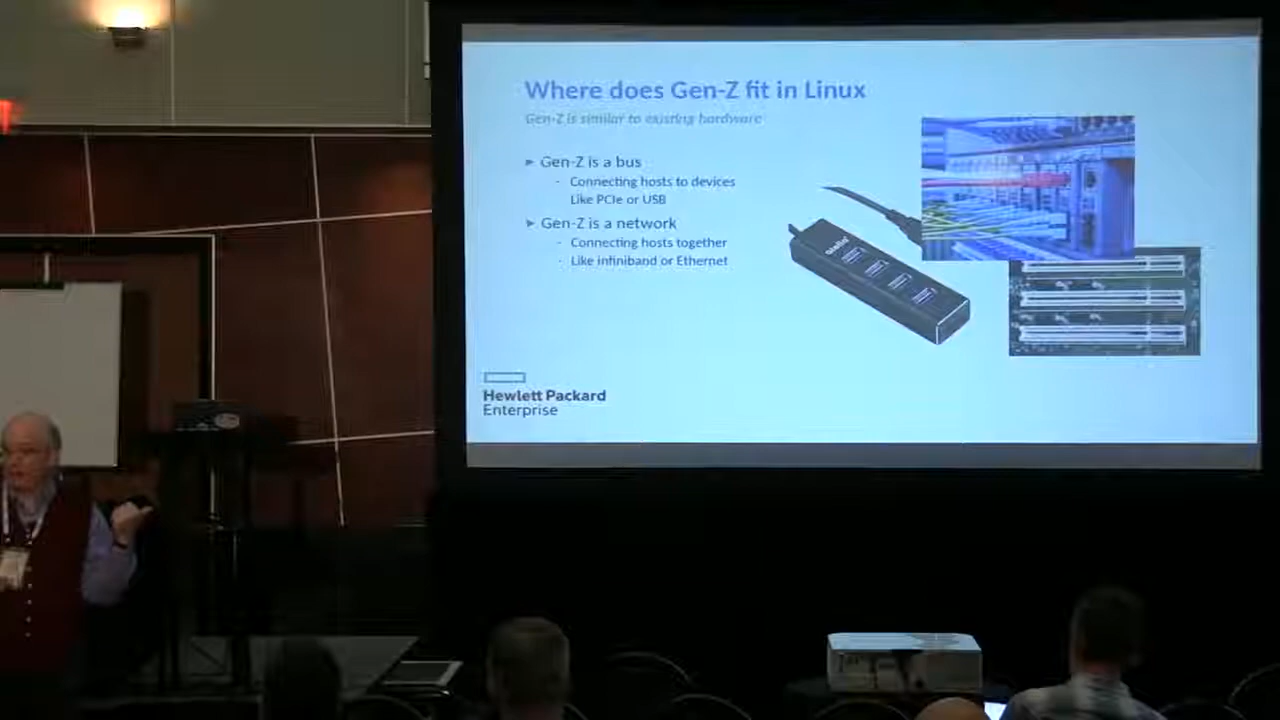 Where does Gen-Z fit in Linux
Gen-Z is similar to existing hardware
► Gen-Z is a bus
- Connecting hosts to devices
Like PCIe or USB
► Gen-Z is a network
- Connecting hosts together
- Like infiniband or Ethernet
Hewlett Packard
Enterprise